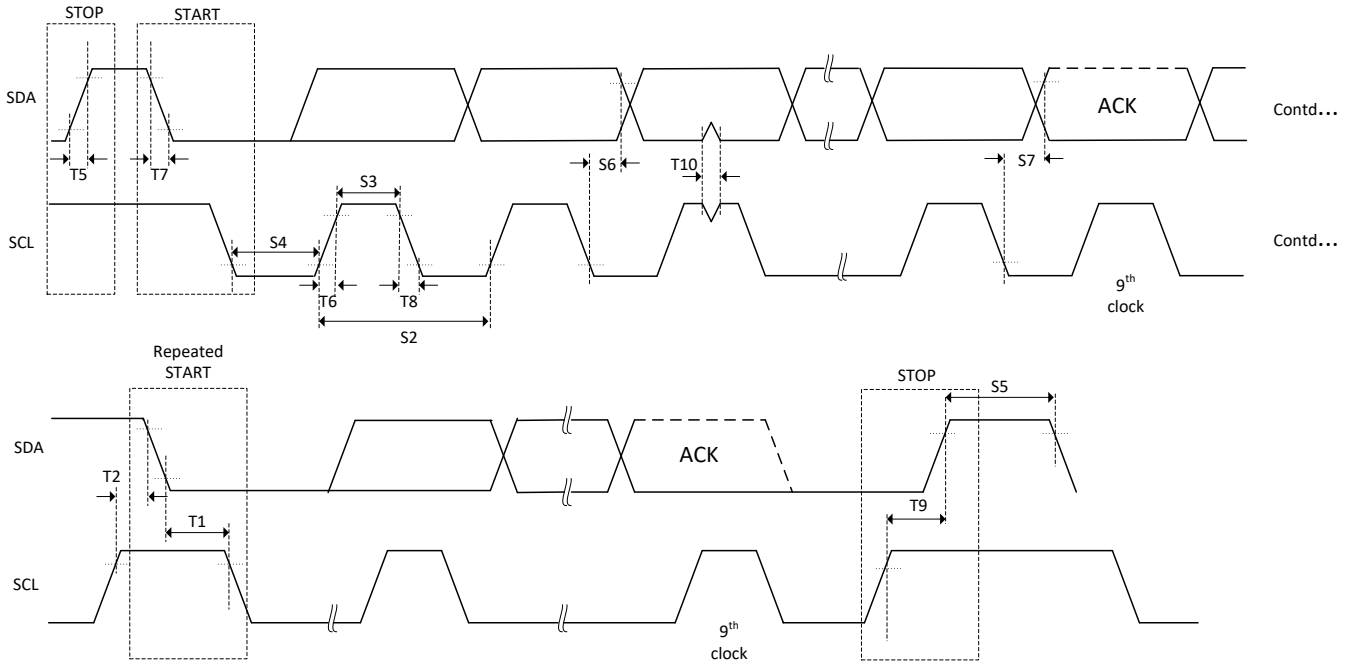 STOP
START
SDA
ACK
Contd...
T5
T7
S6
T10
S7
S3
SCL
S4
Contd...
T6
T8
9th
clock
S2
Repeated
START
STOP
S5
SDA
ACK
T2
T9
T1
SCL
9th
clock